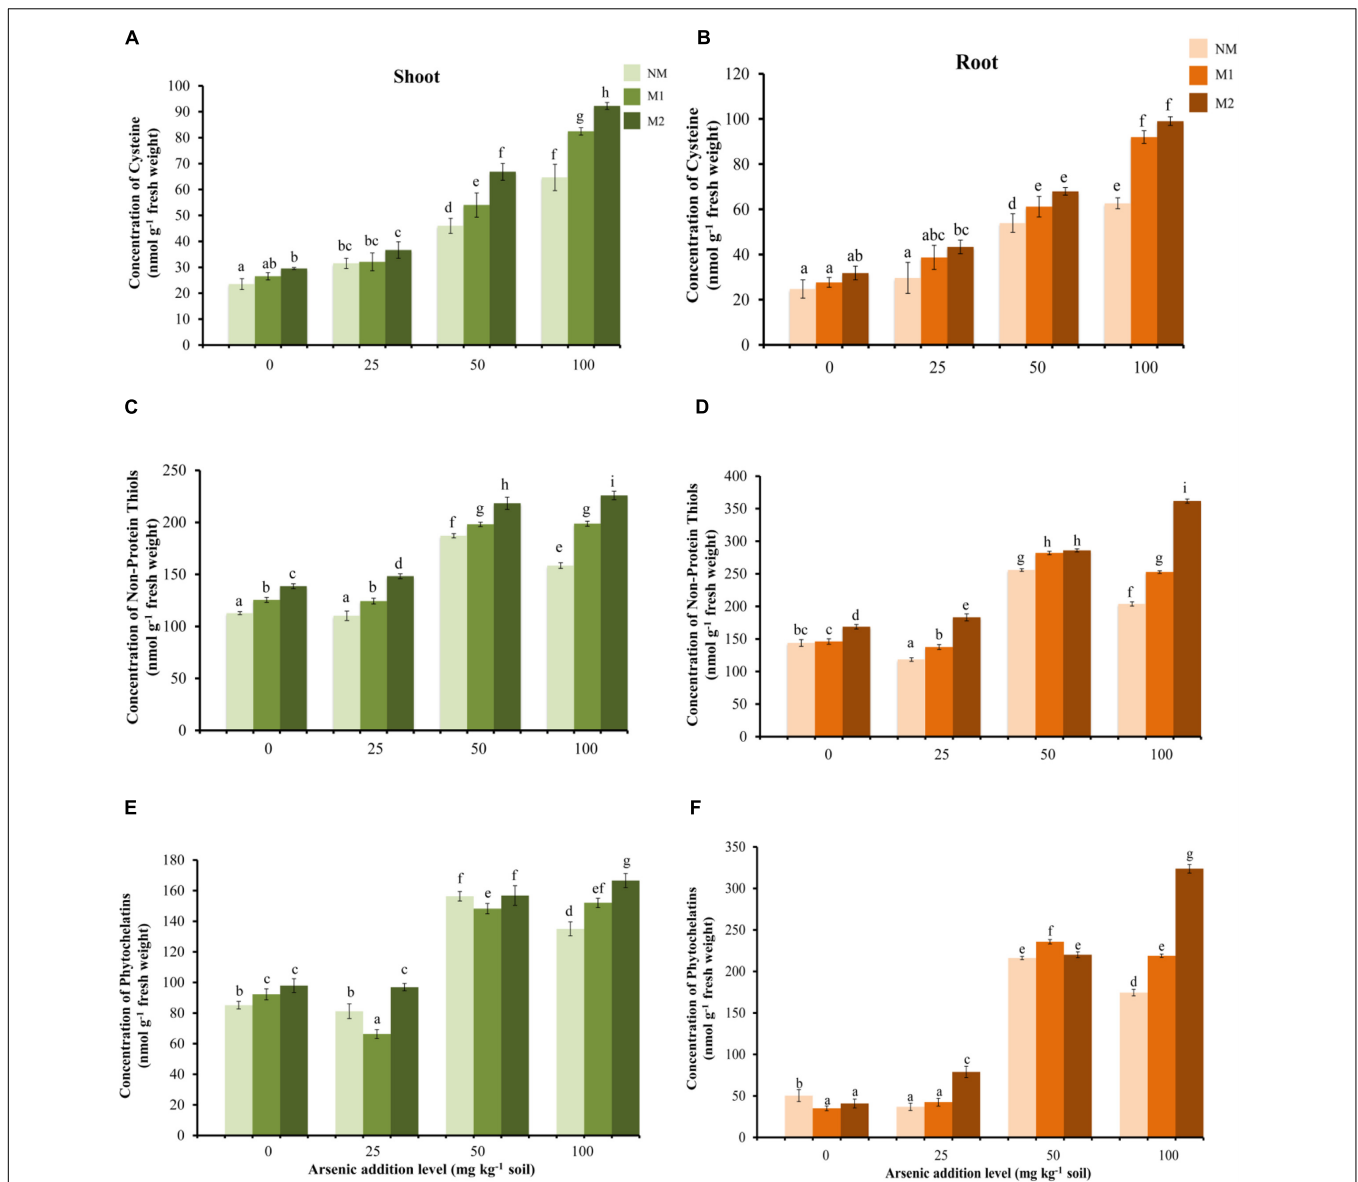 A
Shoot
NM
M1
M2
Concentration of Cysteine
(nmol g⁻¹ fresh weight)
100
90
80
70
60
50
40
30
20
10
0
a ab b
bc bc c
d e f
f g h
0 25 50 100
B
Root
NM
M1
M2
Concentration of Cysteine
(nmol g⁻¹ fresh weight)
120
100
80
60
40
20
0
a a ab
a abc bc
d e e
e f f
0 25 50 100
C
Concentration of Non-Protein Thiols
(nmol g⁻¹ fresh weight)
250
200
150
100
50
0
a b c
a b d
f g h
e g i
0 25 50 100
D
Concentration of Non-Protein Thiols
(nmol g⁻¹ fresh weight)
400
350
300
250
200
150
100
50
0
bc c d
a b e
g h h
f g i
0 25 50 100
E
Concentration of Phytochelatins
(nmol g⁻¹ fresh weight)
180
160
140
120
100
80
60
40
20
0
b c c
b a c
f e f
d ef g
0 25 50 100
Arsenic addition level (mg kg⁻¹ soil)
F
Concentration of Phytochelatins
(nmol g⁻¹ fresh weight)
350
300
250
200
150
100
50
0
b a a
a a c
e f e
d e g
0 25 50 100
Arsenic addition level (mg kg⁻¹ soil)